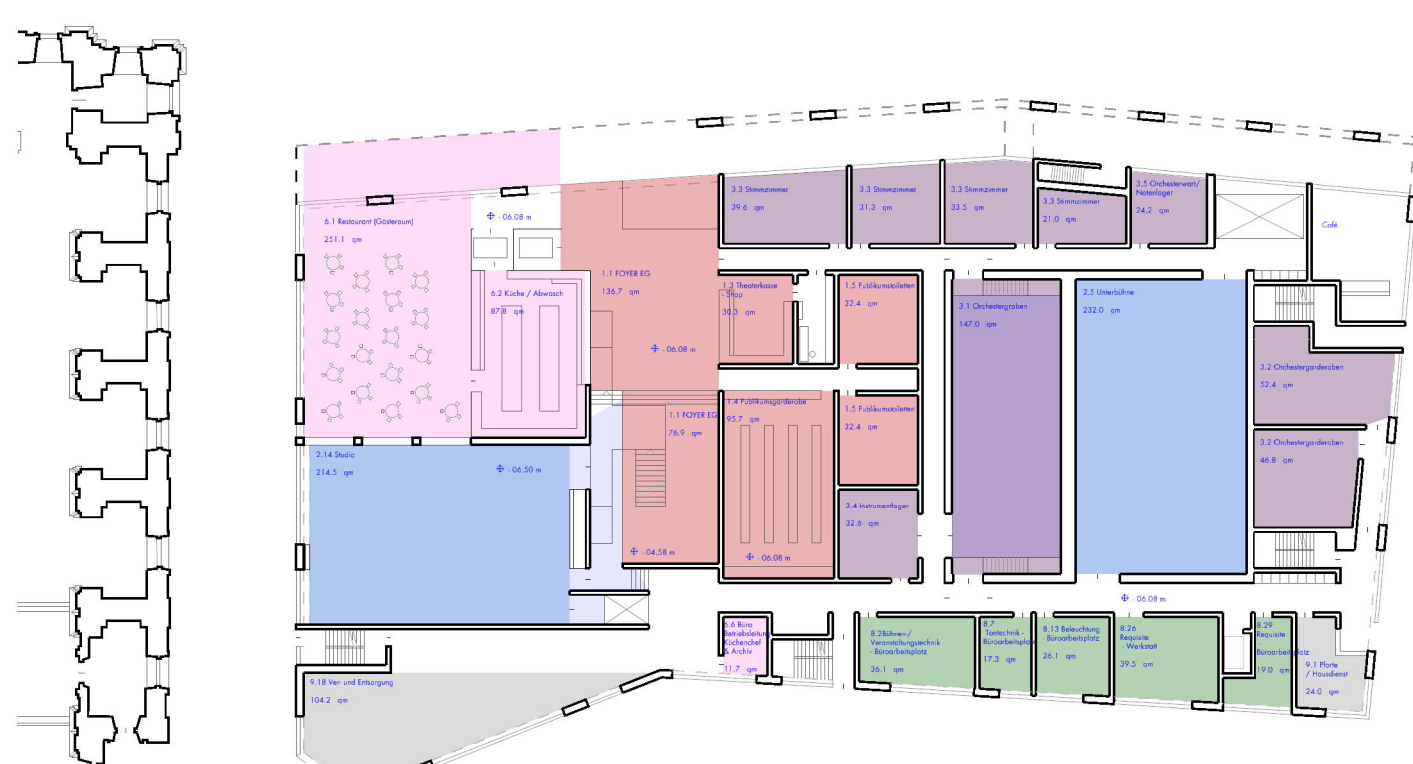 6.1 Restaurant (Gästeraum)
251.1 qm
- 06.08 m
6.2 Küche / Abwasch
87.8 qm
1.1 FOYER EG
136.7 qm
- 06.08 m
3.3 Stimmzimmer
39.6 qm
3.3 Stimmzimmer
31.3 qm
3.3 Stimmzimmer
33.5 qm
3.3 Stimmzimmer
21.0 qm
3.5 Orchesterwart/
Notenlager
24.2 qm
Café
1.3 Theaterkasse
- Shop
30.3 qm
1.5 Publikumstoiletten
32.4 qm
3.1 Orchestergraben
147.0 qm
2.5 Unterbühne
232.0 qm
3.2 Orchestergarderoben
52.4 qm
1.1 FOYER EG
76.9 qm
1.4 Publikumsgarderobe
95.7 qm
1.5 Publikumstoiletten
32.4 qm
3.2 Orchestergarderoben
46.8 qm
2.14 Studio
214.5 qm
- 06.50 m
3.4 Instrumentlager
32.6 qm
- 04.58 m
- 06.08 m
- 06.08 m
6.6 Büro
Betriebsleitung
Küchenchef
& Archiv
11.7 qm
8.2Bühnen-/
Veranstaltungstechnik
- Büroarbeitsplatz
36.1 qm
8.7
Tontechnik -
Büroarbeitsplatz
17.3 qm
8.13 Beleuchtung
- Büroarbeitsplatz
26.1 qm
8.26
Requisite
- Werkstatt
39.5 qm
8.29
Requisite
Büroarbeitsplatz
19.0 qm
9.1 Pforte
/ Hausdienst
24.0 qm
9.18 Ver- und Entsorgung
104.2 qm